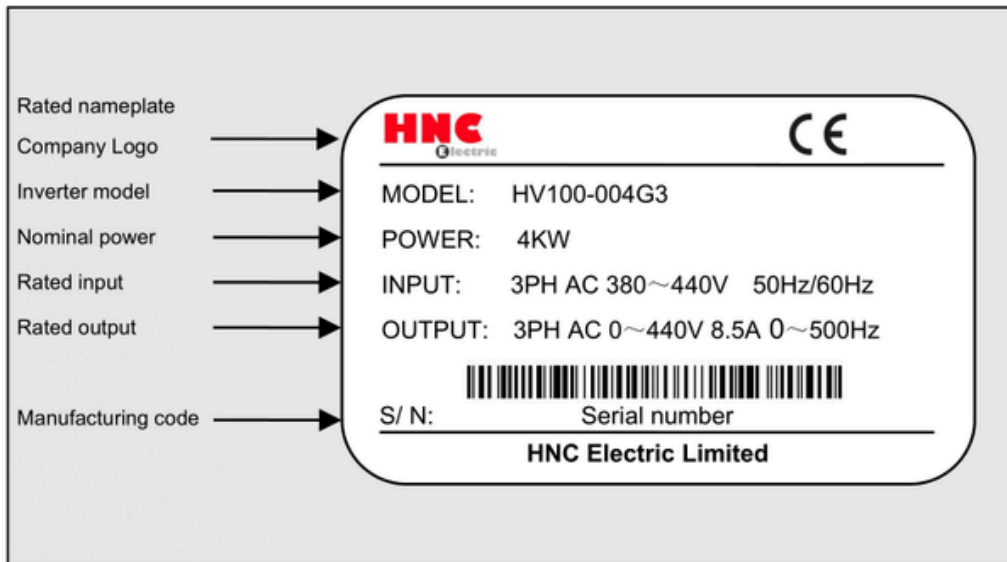 Rated nameplate
Company Logo
HNC
Electric
CE
Inverter model
MODEL: HV100-004G3
Nominal power
POWER: 4KW
Rated input
INPUT: 3PH AC 380～440V 50Hz/60Hz
Rated output
OUTPUT: 3PH AC 0～440V 8.5A 0～500Hz
Manufacturing code
S/ N: Serial number
HNC Electric Limited